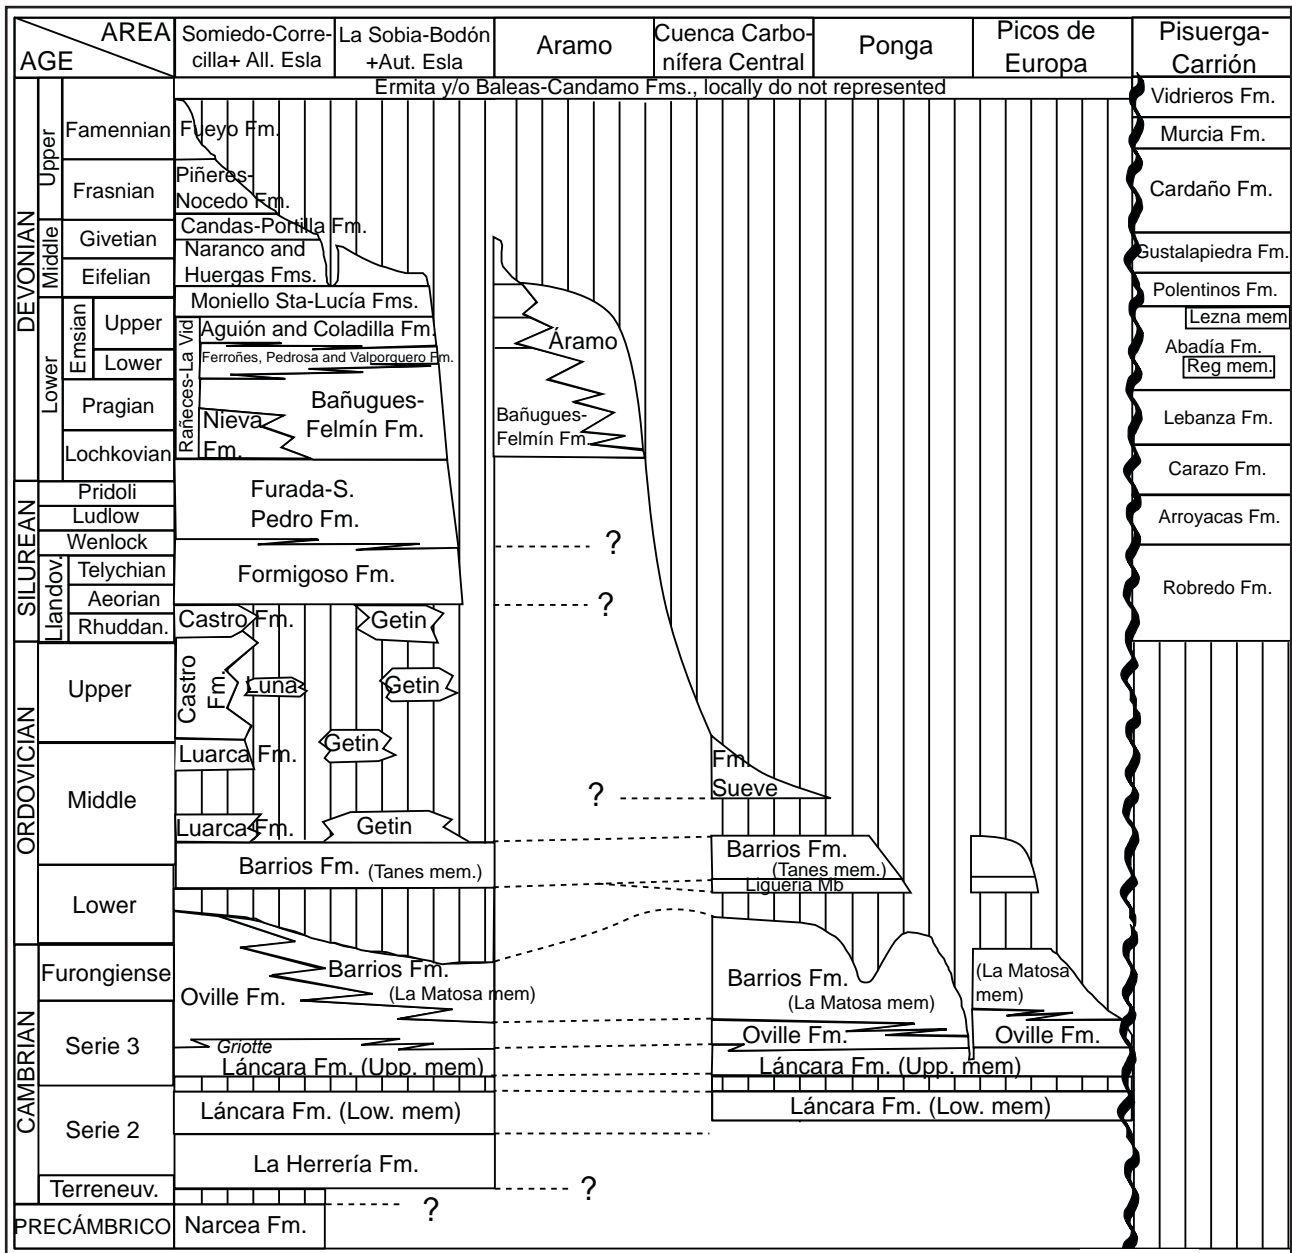 AREA
AGE
Somiedo-Corre-
cilla+ All. Esla
La Sobia-Bodón
+Aut. Esla
Aramo
Cuenca Carbo-
nífera Central
Ponga
Picos de
Europa
Pisuerga-
Carrión
Ermita y/o Baleas-Candamo Fms., locally do not represented
DEVONIAN
Upper
Famennian
Frasnian
Middle
Givetian
Eifelian
Lower
Emsian
Upper
Lower
Pragian
Lochkovian
SILUREAN
Pridoli
Ludlow
Wenlock
Llandov.
Telychian
Aeorian
Rhuddan.
ORDOVICIAN
Upper
Middle
Lower
CAMBRIAN
Furongiense
Serie 3
Serie 2
Terreneuv.
PRECÁMBRICO
Fueyo Fm.
Piñeres-
Nocedo Fm.
Candas-Portilla Fm.
Naranco and
Huergas Fms.
Moniello Sta-Lucía Fms.
Rañeces-La Vid
Aguión and Coladilla Fm.
Ferroñes, Pedrosa and Valporquero Fm.
Nieva
Fm.
Bañugues-
Felmín Fm.
Furada-S.
Pedro Fm.
Formigoso Fm.
Castro Fm.
Getin
Castro
Fm.
Luna
Getin
Luarca Fm.
Getin
Luarca Fm.
Getin
Barrios Fm. (Tanes mem.)
Barrios Fm.
(La Matosa mem)
Oville Fm.
Griotte
Láncara Fm. (Upp. mem)
Láncara Fm. (Low. mem)
La Herrería Fm.
Narcea Fm.
Áramo
Bañugues-
Felmín Fm.
?
?
?
?
?
Fm.
Sueve
Barrios Fm.
(Tanes mem.)
Ligueria Mb
Barrios Fm.
(La Matosa mem)
Oville Fm.
Láncara Fm. (Upp. mem)
Láncara Fm. (Low. mem)
(La Matosa
mem)
Oville Fm.
Vidrieros Fm.
Murcia Fm.
Cardaño Fm.
Gustalapiedra Fm.
Polentinos Fm.
Lezna mem
Abadía Fm.
Reg mem.
Lebanza Fm.
Carazo Fm.
Arroyacas Fm.
Robredo Fm.